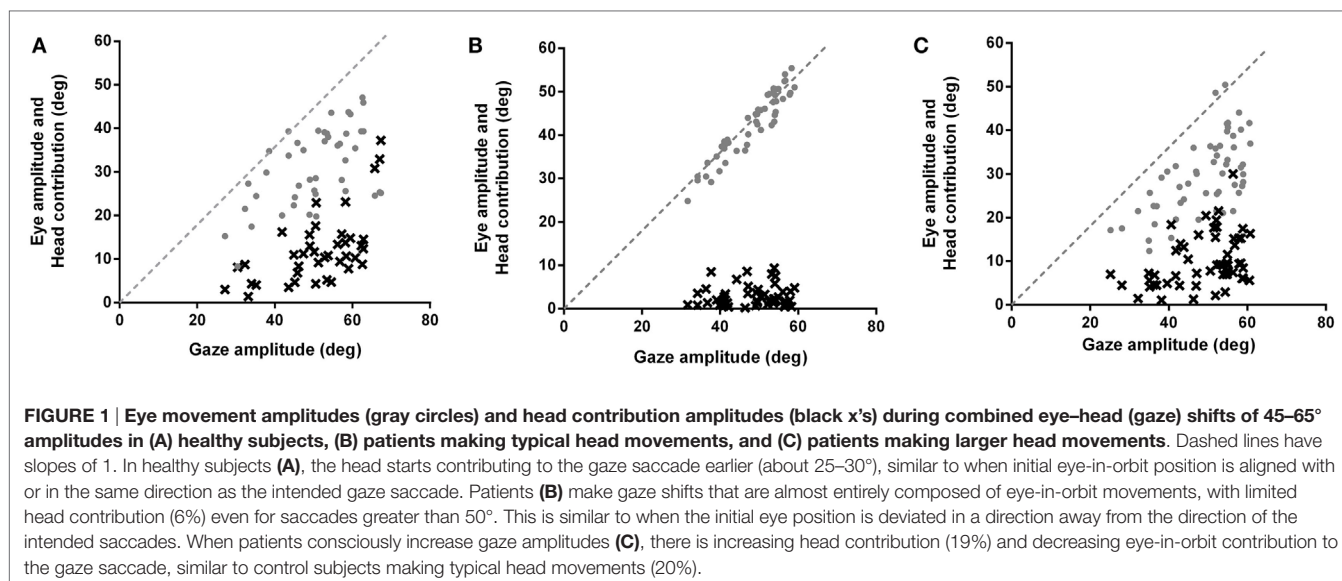 A
B
C
60
50
40
30
20
10
0
0
20
40
60
80
Eye amplitude and
Head contribution (deg)
Gaze amplitude (deg)
60
50
40
30
20
10
0
0
20
40
60
80
Eye amplitude and
Head contribution (deg)
Gaze amplitude (deg)
60
50
40
30
20
10
0
0
20
40
60
80
Eye amplitude and
Head contribution (deg)
Gaze amplitude (deg)
FIGURE 1 | Eye movement amplitudes (gray circles) and head contribution amplitudes (black x's) during combined eye–head (gaze) shifts of 45–65°
amplitudes in (A) healthy subjects, (B) patients making typical head movements, and (C) patients making larger head movements. Dashed lines have
slopes of 1. In healthy subjects (A), the head starts contributing to the gaze saccade earlier (about 25–30°), similar to when initial eye-in-orbit position is aligned with
or in the same direction as the intended gaze saccade. Patients (B) make gaze shifts that are almost entirely composed of eye-in-orbit movements, with limited
head contribution (6%) even for saccades greater than 50°. This is similar to when the initial eye position is deviated in a direction away from the direction of the
intended saccades. When patients consciously increase gaze amplitudes (C), there is increasing head contribution (19%) and decreasing eye-in-orbit contribution to
the gaze saccade, similar to control subjects making typical head movements (20%).